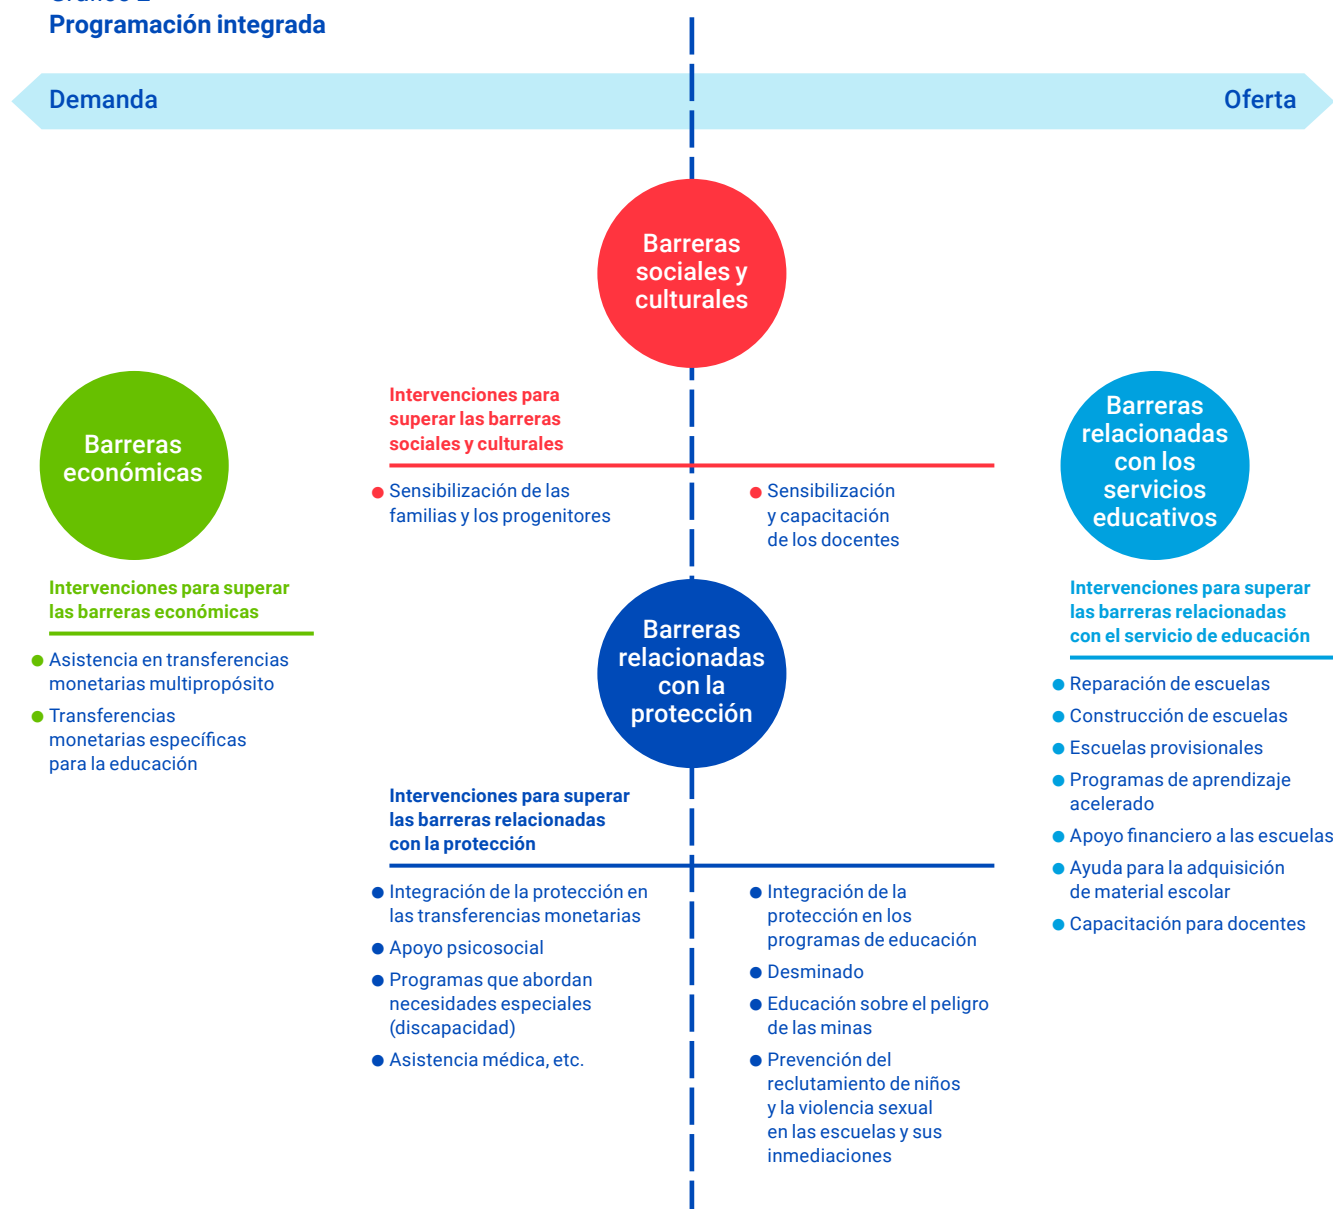 Programación integrada
Demanda
Oferta
Barreras
sociales y
culturales
Barreras
económicas
Intervenciones para superar
las barreras económicas
Asistencia en transferencias
monetarias multipropósito
Transferencias
monetarias específicas
para la educación
Intervenciones para
superar las barreras
sociales y culturales
Sensibilización de las
familias y los progenitores
Sensibilización
y capacitación
de los docentes
Barreras
relacionadas
con la
protección
Intervenciones para superar
las barreras relacionadas
con la protección
Integración de la protección en
las transferencias monetarias
Apoyo psicosocial
Programas que abordan
necesidades especiales
(discapacidad)
Asistencia médica, etc.
Integración de la
protección en los
programas de educación
Desminado
Educación sobre el peligro
de las minas
Prevención del
reclutamiento de niños
y la violencia sexual
en las escuelas y sus
inmediaciones
Barreras
relacionadas
con los
servicios
educativos
Intervenciones para superar
las barreras relacionadas
con el servicio de educación
Reparación de escuelas
Construcción de escuelas
Escuelas provisionales
Programas de aprendizaje
acelerado
Apoyo financiero a las escuelas
Ayuda para la adquisición
de material escolar
Capacitación para docentes